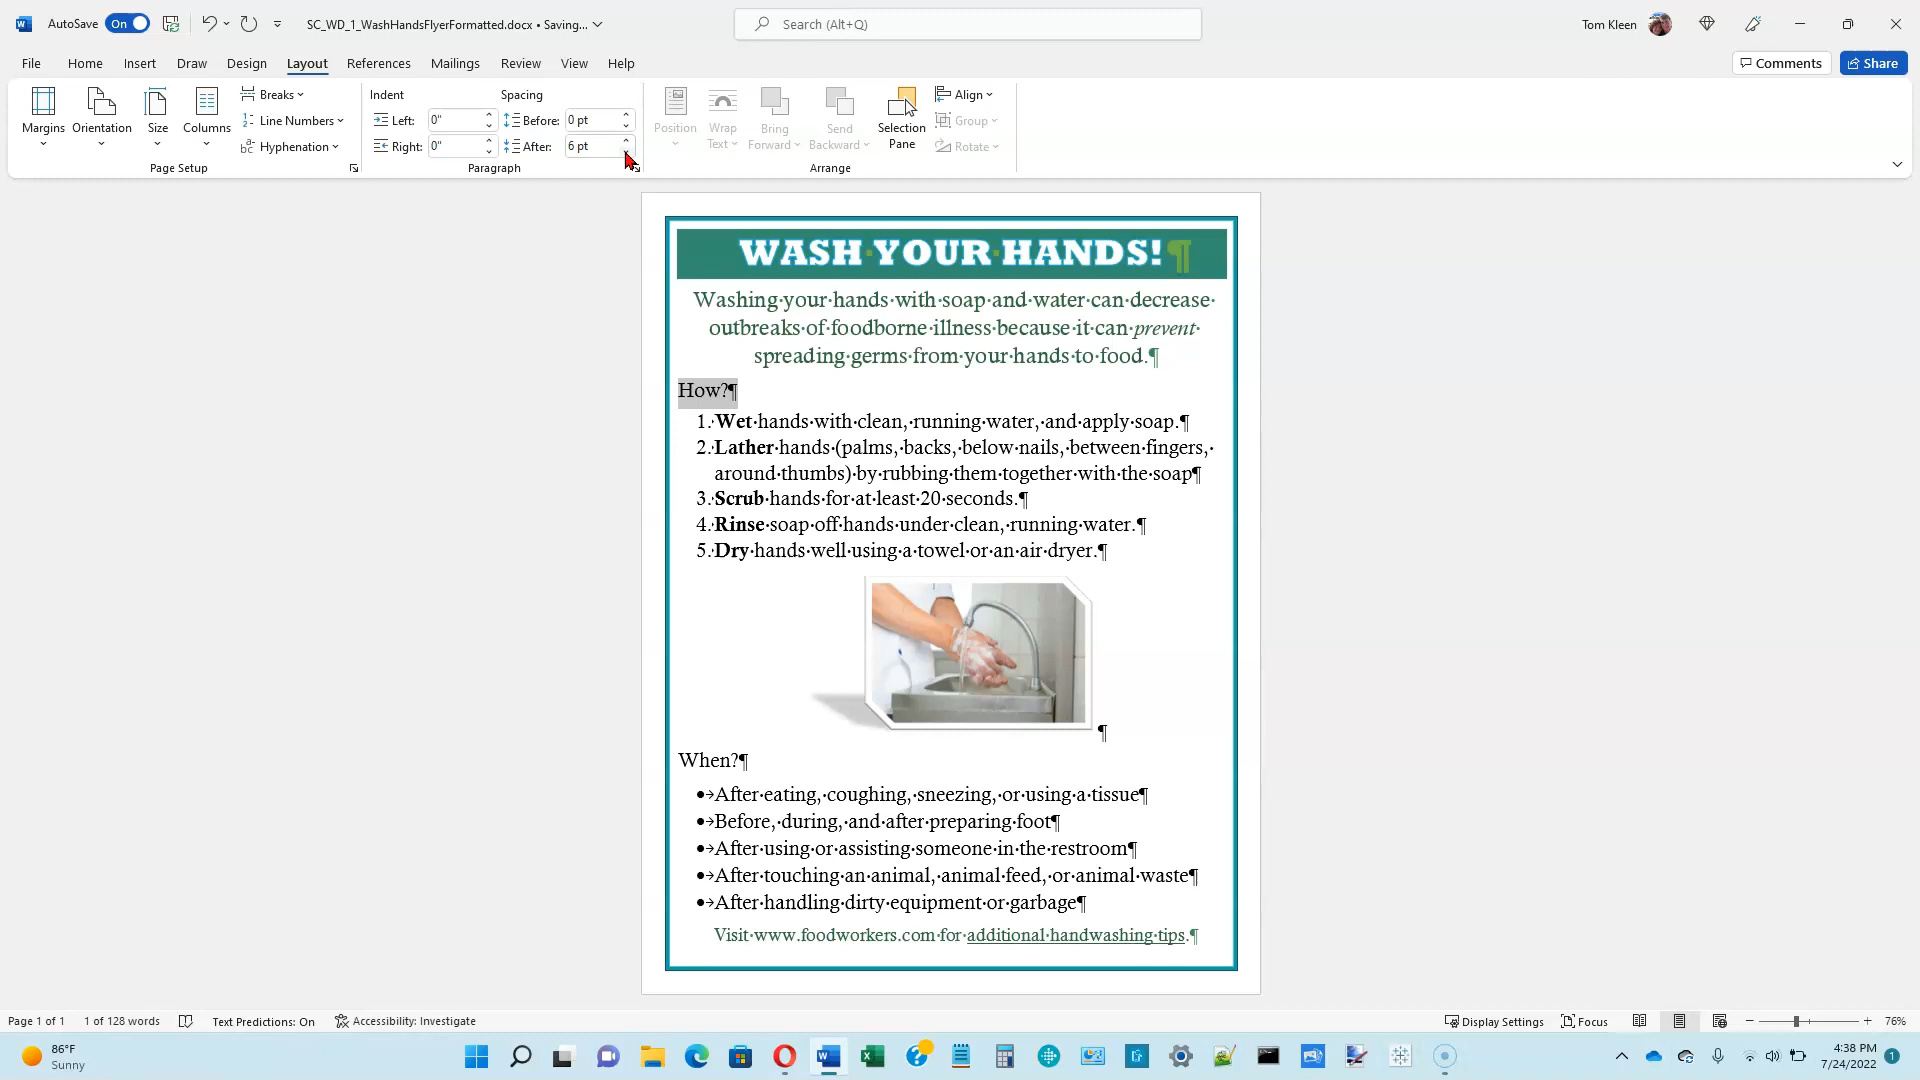 AutoSave On SC_WD_1_WashHandsFlyerFormatted.docx • Saving... Search (Alt+Q) Tom Kleen
File Home Insert Draw Design Layout References Mailings Review View Help Comments Share
Margins Orientation Size Columns
Breaks
Line Numbers
Hyphenation
Page Setup
Indent Spacing
Left: 0" Before: 0 pt
Right: 0" After: 6 pt
Paragraph
Position Wrap Text Bring Forward Send Backward Selection Pane
Align
Group
Rotate
Arrange
WASH·YOUR·HANDS!¶
Washing·your·hands·with·soap·and·water·can·decrease·
outbreaks·of·foodborne·illness·because·it·can·prevent·
spreading·germs·from·your·hands·to·food.¶
How?¶
1.·Wet·hands·with·clean,·running·water,·and·apply·soap.¶
2.·Lather·hands·(palms,·backs,·below·nails,·between·fingers,·
around·thumbs)·by·rubbing·them·together·with·the·soap¶
3.·Scrub·hands·for·at·least·20·seconds.¶
4.·Rinse·soap·off·hands·under·clean,·running·water.¶
5.·Dry·hands·well·using·a·towel·or·an·air·dryer.¶
¶
When?¶
•→After·eating,·coughing,·sneezing,·or·using·a·tissue¶
•→Before,·during,·and·after·preparing·foot¶
•→After·using·or·assisting·someone·in·the·restroom¶
•→After·touching·an·animal,·animal·feed,·or·animal·waste¶
•→After·handling·dirty·equipment·or·garbage¶
Visit·www.foodworkers.com·for·additional·handwashing·tips.¶
Page 1 of 1 1 of 128 words Text Predictions: On Accessibility: Investigate Display Settings Focus 76%
86°F
Sunny
4:38 PM
7/24/2022 1